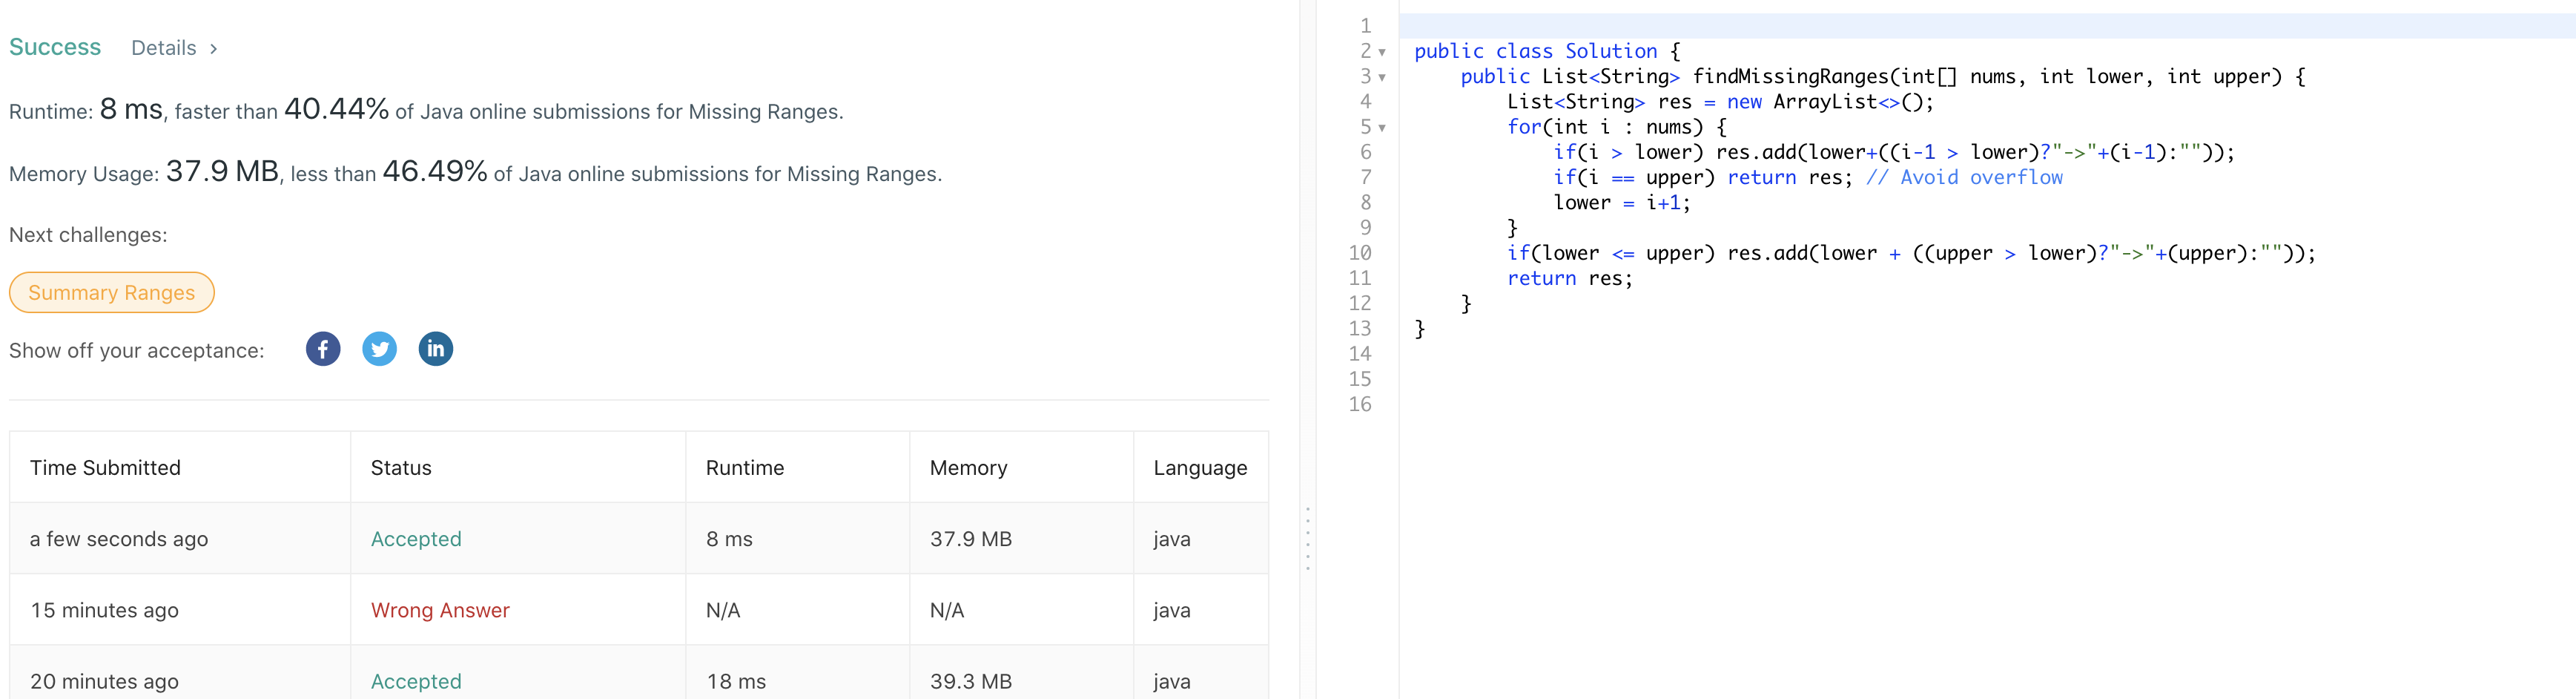 Success Details >
Runtime: 8 ms, faster than 40.44% of Java online submissions for Missing Ranges.
Memory Usage: 37.9 MB, less than 46.49% of Java online submissions for Missing Ranges.
Next challenges:
Summary Ranges
Show off your acceptance: f in
Time Submitted Status Runtime Memory Language
a few seconds ago Accepted 8 ms 37.9 MB java
15 minutes ago Wrong Answer N/A N/A java
20 minutes ago Accepted 18 ms 39.3 MB java
1
2 public class Solution {
3     public List<String> findMissingRanges(int[] nums, int lower, int upper) {
4         List<String> res = new ArrayList<>();
5         for(int i : nums) {
6             if(i > lower) res.add(lower+((i-1 > lower)?"->"+(i-1):""));
7             if(i == upper) return res; // Avoid overflow
8             lower = i+1;
9         }
10         if(lower <= upper) res.add(lower + ((upper > lower)?"->"+(upper):""));
11         return res;
12     }
13 }
14
15
16